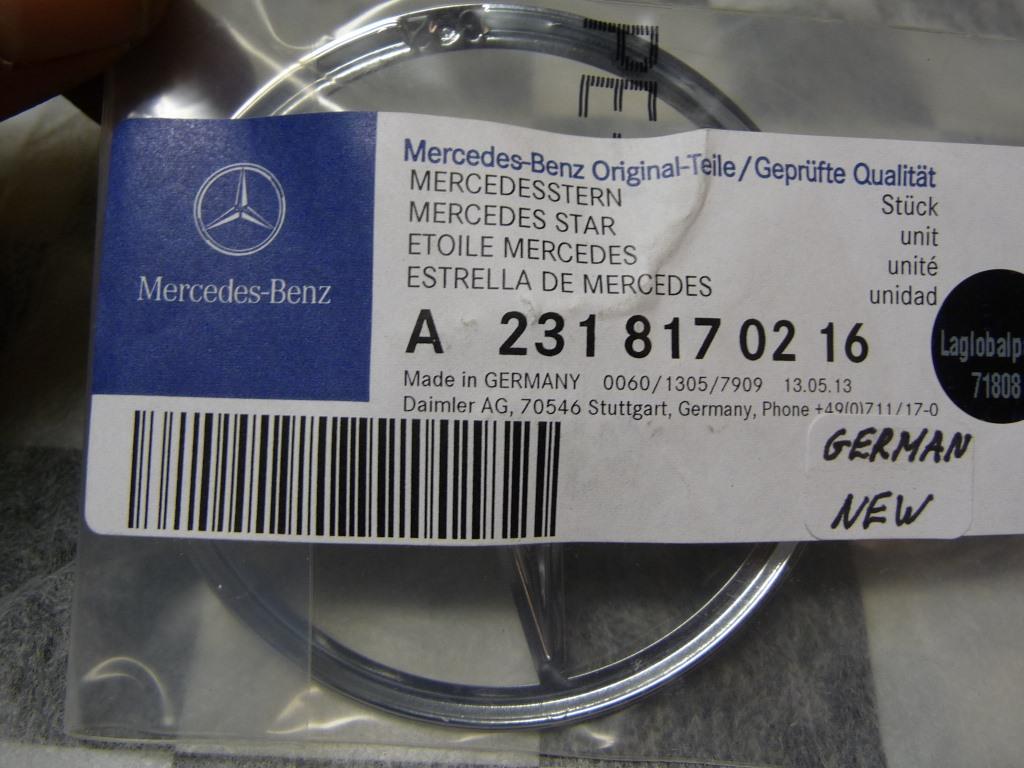 Mercedes-Benz
Mercedes-Benz Original-Teile/Geprüfte Qualität
MERCEDESSTERN Stück
MERCEDES STAR unit
ETOILE MERCEDES unité
ESTRELLA DE MERCEDES unidad
A 231 817 02 16
Made in GERMANY 0060/1305/7909 13.05.13
Daimler AG, 70546 Stuttgart, Germany, Phone +49(0)711/17-0
Laglobalp
71808
GERMAN
NEW